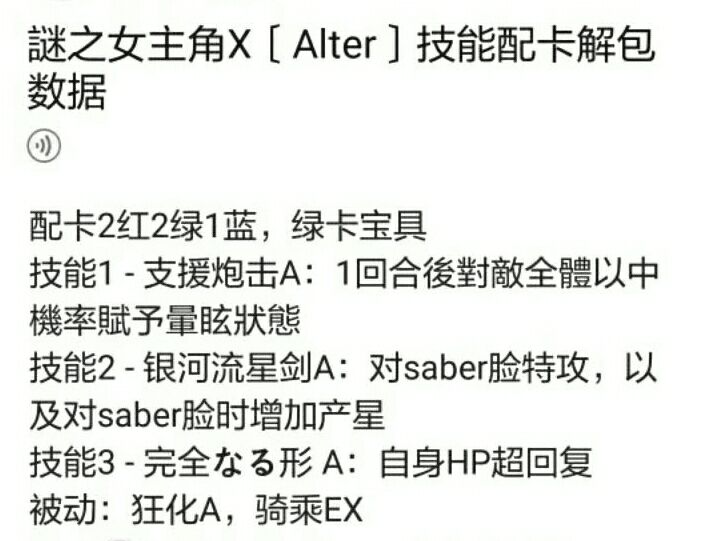 謎之女主角X〔Alter〕技能配卡解包
数据
配卡2红2绿1蓝，绿卡宝具
技能1 - 支援炮击A：1回合後對敵全體以中
機率賦予暈眩狀態
技能2 - 银河流星剑A：对saber脸特攻，以
及对saber脸时增加产星
技能3 - 完全なる形 A：自身HP超回复
被动：狂化A，骑乘EX